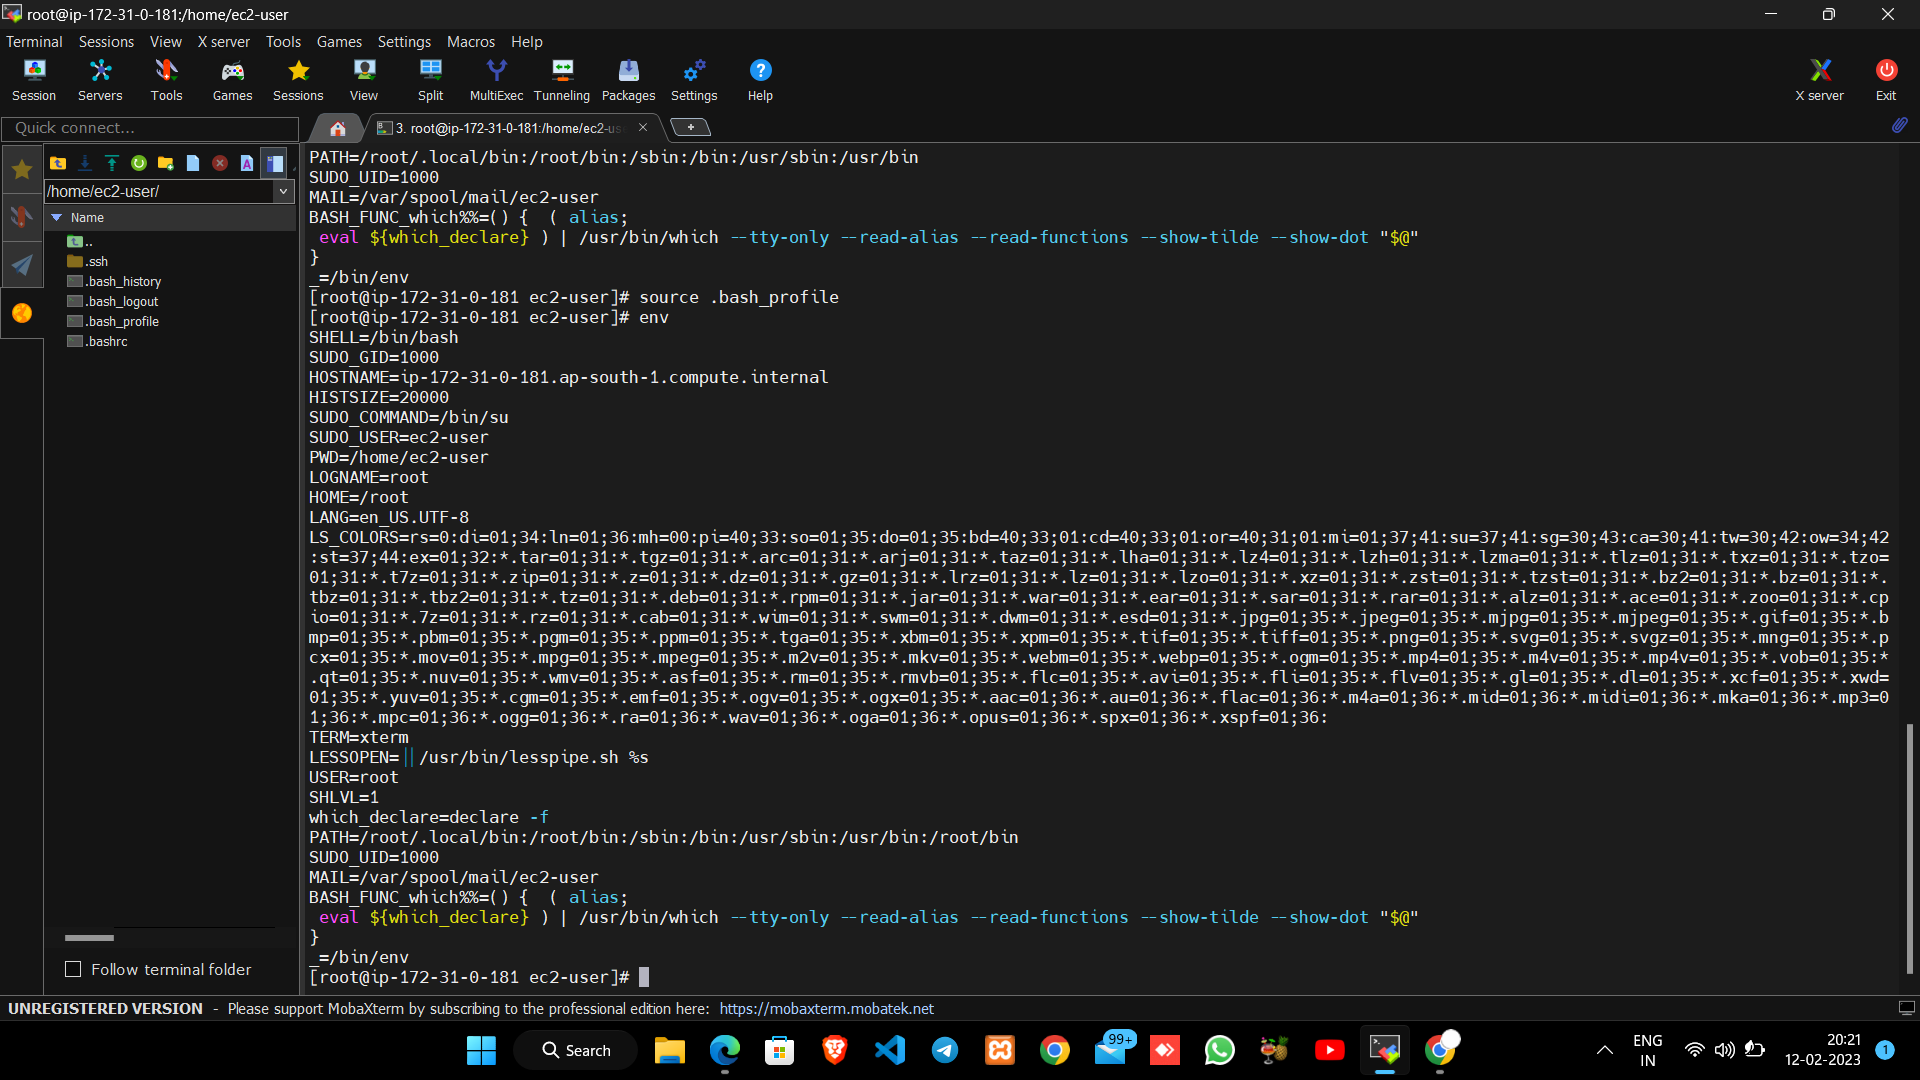 root@ip-172-31-0-181:/home/ec2-user
Terminal Sessions View X server Tools Games Settings Macros Help
Session Servers Tools Games Sessions View Split MultiExec Tunneling Packages Settings Help X server Exit
Quick connect...
3. root@ip-172-31-0-181:/home/ec2-us
/home/ec2-user/
Name
..
.ssh
.bash_history
.bash_logout
.bash_profile
.bashrc
Follow terminal folder
PATH=/root/.local/bin:/root/bin:/sbin:/bin:/usr/sbin:/usr/bin
SUDO_UID=1000
MAIL=/var/spool/mail/ec2-user
BASH_FUNC_which%%=() {  ( alias;
 eval ${which_declare} ) | /usr/bin/which --tty-only --read-alias --read-functions --show-tilde --show-dot "$@"
}
_=/bin/env
[root@ip-172-31-0-181 ec2-user]# source .bash_profile
[root@ip-172-31-0-181 ec2-user]# env
SHELL=/bin/bash
SUDO_GID=1000
HOSTNAME=ip-172-31-0-181.ap-south-1.compute.internal
HISTSIZE=20000
SUDO_COMMAND=/bin/su
SUDO_USER=ec2-user
PWD=/home/ec2-user
LOGNAME=root
HOME=/root
LANG=en_US.UTF-8
LS_COLORS=rs=0:di=01;34:ln=01;36:mh=00:pi=40;33:so=01;35:do=01;35:bd=40;33;01:cd=40;33;01:or=40;31;01:mi=01;37;41:su=37;41:sg=30;43:ca=30;41:tw=30;42:ow=34;42
:st=37;44:ex=01;32:*.tar=01;31:*.tgz=01;31:*.arc=01;31:*.arj=01;31:*.taz=01;31:*.lha=01;31:*.lz4=01;31:*.lzh=01;31:*.lzma=01;31:*.tlz=01;31:*.txz=01;31:*.tzo=
01;31:*.t7z=01;31:*.zip=01;31:*.z=01;31:*.dz=01;31:*.gz=01;31:*.lrz=01;31:*.lz=01;31:*.lzo=01;31:*.xz=01;31:*.zst=01;31:*.tzst=01;31:*.bz2=01;31:*.bz=01;31:*.
tbz=01;31:*.tbz2=01;31:*.tz=01;31:*.deb=01;31:*.rpm=01;31:*.jar=01;31:*.war=01;31:*.ear=01;31:*.sar=01;31:*.rar=01;31:*.alz=01;31:*.ace=01;31:*.zoo=01;31:*.cp
io=01;31:*.7z=01;31:*.rz=01;31:*.cab=01;31:*.wim=01;31:*.swm=01;31:*.dwm=01;31:*.esd=01;31:*.jpg=01;35:*.jpeg=01;35:*.mjpg=01;35:*.mjpeg=01;35:*.gif=01;35:*.b
mp=01;35:*.pbm=01;35:*.pgm=01;35:*.ppm=01;35:*.tga=01;35:*.xbm=01;35:*.xpm=01;35:*.tif=01;35:*.tiff=01;35:*.png=01;35:*.svg=01;35:*.svgz=01;35:*.mng=01;35:*.p
cx=01;35:*.mov=01;35:*.mpg=01;35:*.mpeg=01;35:*.m2v=01;35:*.mkv=01;35:*.webm=01;35:*.webp=01;35:*.ogm=01;35:*.mp4=01;35:*.m4v=01;35:*.mp4v=01;35:*.vob=01;35:*
.qt=01;35:*.nuv=01;35:*.wmv=01;35:*.asf=01;35:*.rm=01;35:*.rmvb=01;35:*.flc=01;35:*.avi=01;35:*.fli=01;35:*.flv=01;35:*.gl=01;35:*.dl=01;35:*.xcf=01;35:*.xwd=
01;35:*.yuv=01;35:*.cgm=01;35:*.emf=01;35:*.ogv=01;35:*.ogx=01;35:*.aac=01;36:*.au=01;36:*.flac=01;36:*.m4a=01;36:*.mid=01;36:*.midi=01;36:*.mka=01;36:*.mp3=0
1;36:*.mpc=01;36:*.ogg=01;36:*.ra=01;36:*.wav=01;36:*.oga=01;36:*.opus=01;36:*.spx=01;36:*.xspf=01;36:
TERM=xterm
LESSOPEN=||/usr/bin/lesspipe.sh %s
USER=root
SHLVL=1
which_declare=declare -f
PATH=/root/.local/bin:/root/bin:/sbin:/bin:/usr/sbin:/usr/bin:/root/bin
SUDO_UID=1000
MAIL=/var/spool/mail/ec2-user
BASH_FUNC_which%%=() {  ( alias;
 eval ${which_declare} ) | /usr/bin/which --tty-only --read-alias --read-functions --show-tilde --show-dot "$@"
}
_=/bin/env
[root@ip-172-31-0-181 ec2-user]#
UNREGISTERED VERSION - Please support MobaXterm by subscribing to the professional edition here: https://mobaxterm.mobatek.net
Search
99+
ENG
IN
20:21
12-02-2023
1